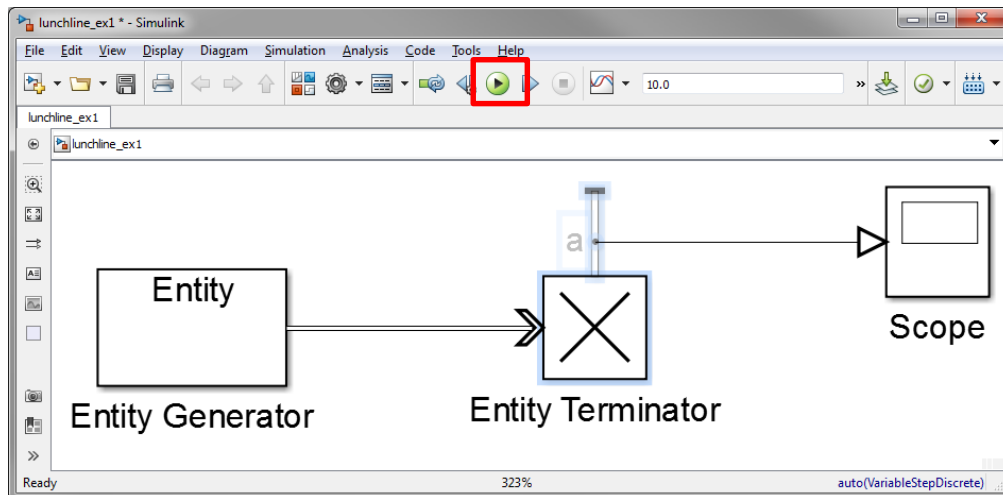 lunchline_ex1 * - Simulink
File Edit View Display Diagram Simulation Analysis Code Tools Help
10.0 »
lunchline_ex1
lunchline_ex1
a
Entity
Entity Generator
Entity Terminator
Scope
Ready 323% auto(VariableStepDiscrete)